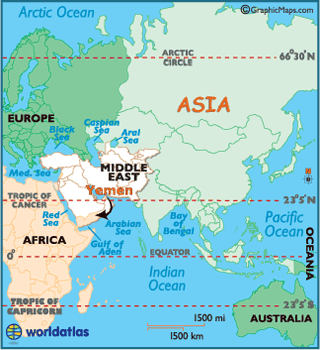 ©GraphicMaps.com
Arctic Ocean
ARCTIC
CIRCLE
66°30'N
ASIA
EUROPE
Caspian
Sea
Black
Sea
Aral
Sea
MIDDLE
EAST
Med. Sea
Yemen
TROPIC OF
CANCER
23°5'N
Red
Sea
Arabian
Sea
Bay of
Bengal
Pacific
Ocean
AFRICA
Gulf of
Aden
EQUATOR
0°
OCEANIA
Indian
Ocean
TROPIC OF
CAPRICORN
23°5'S
1500 mi
AUSTRALIA
1500 km
worldatlas